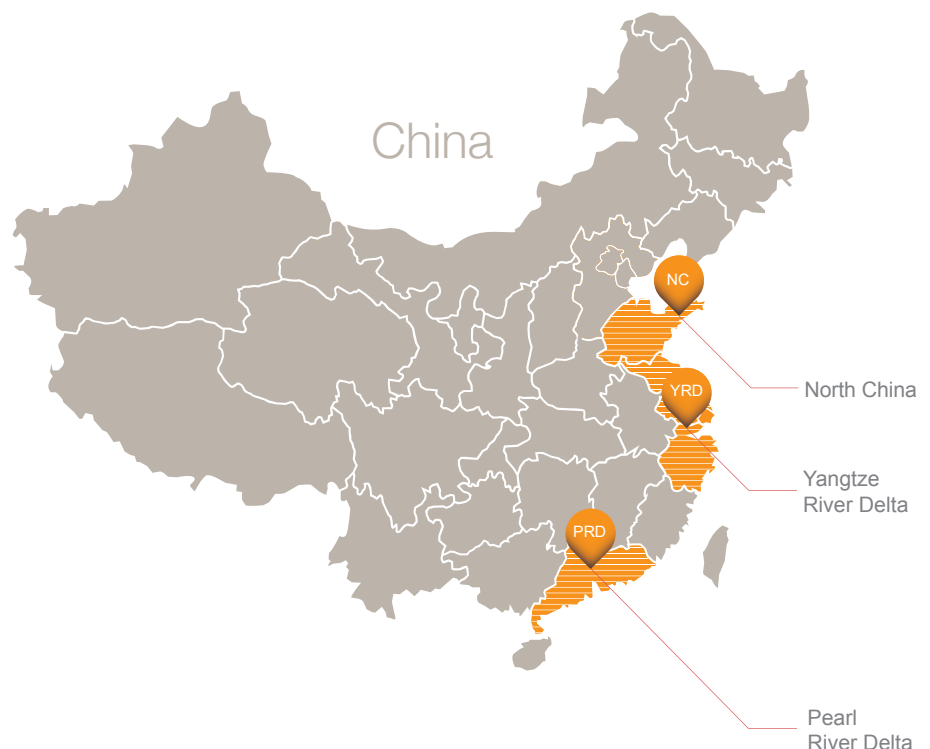 China
NC
North China
YRD
Yangtze
River Delta
PRD
Pearl
River Delta